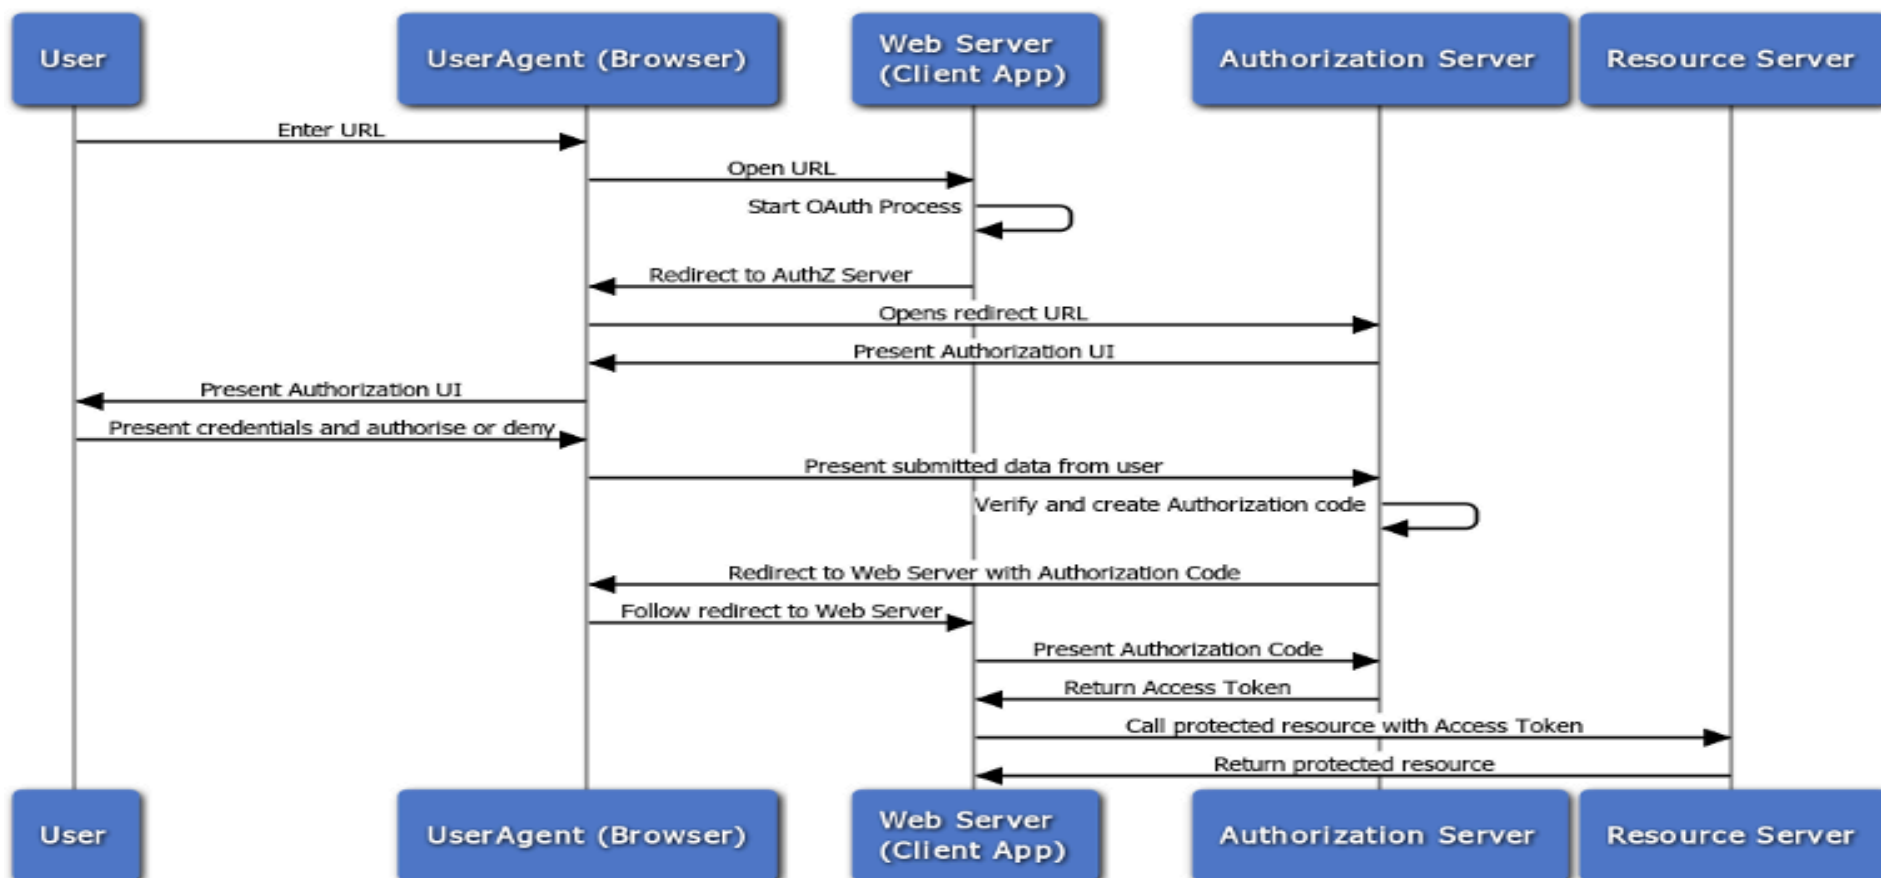 User
UserAgent (Browser)
Web Server
(Client App)
Authorization Server
Resource Server
Enter URL
Open URL
Start OAuth Process
Redirect to AuthZ Server
Opens redirect URL
Present Authorization UI
Present Authorization UI
Present credentials and authorise or deny
Present submitted data from user
Verify and create Authorization code
Redirect to Web Server with Authorization Code
Follow redirect to Web Server
Present Authorization Code
Return Access Token
Call protected resource with Access Token
Return protected resource
User
UserAgent (Browser)
Web Server
(Client App)
Authorization Server
Resource Server